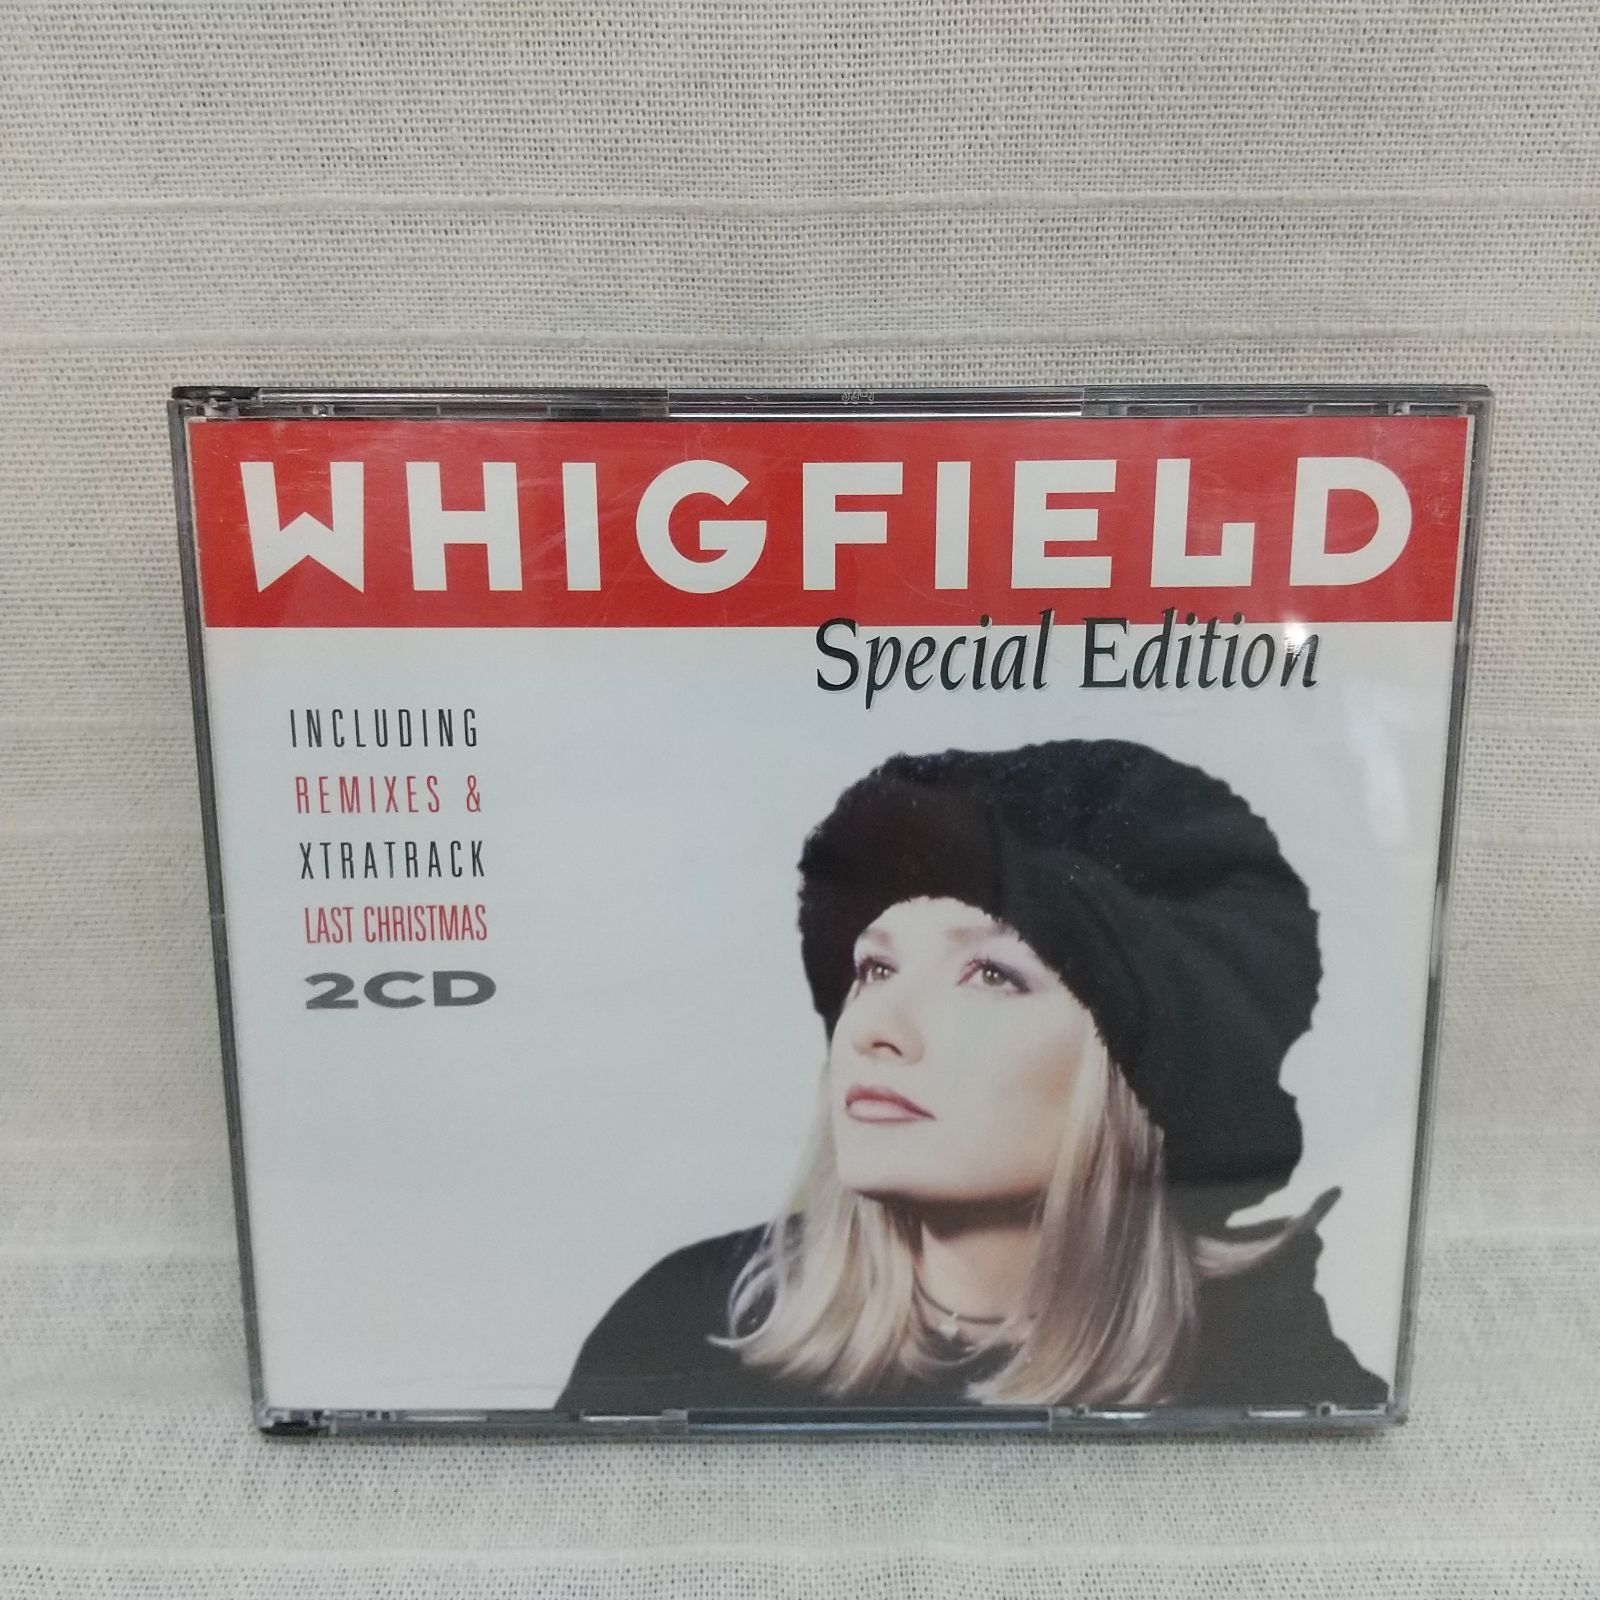 WHIGFIELD
Special Edition
INCLUDING
REMIXES &
XTRATRACK
LAST CHRISTMAS
2CD